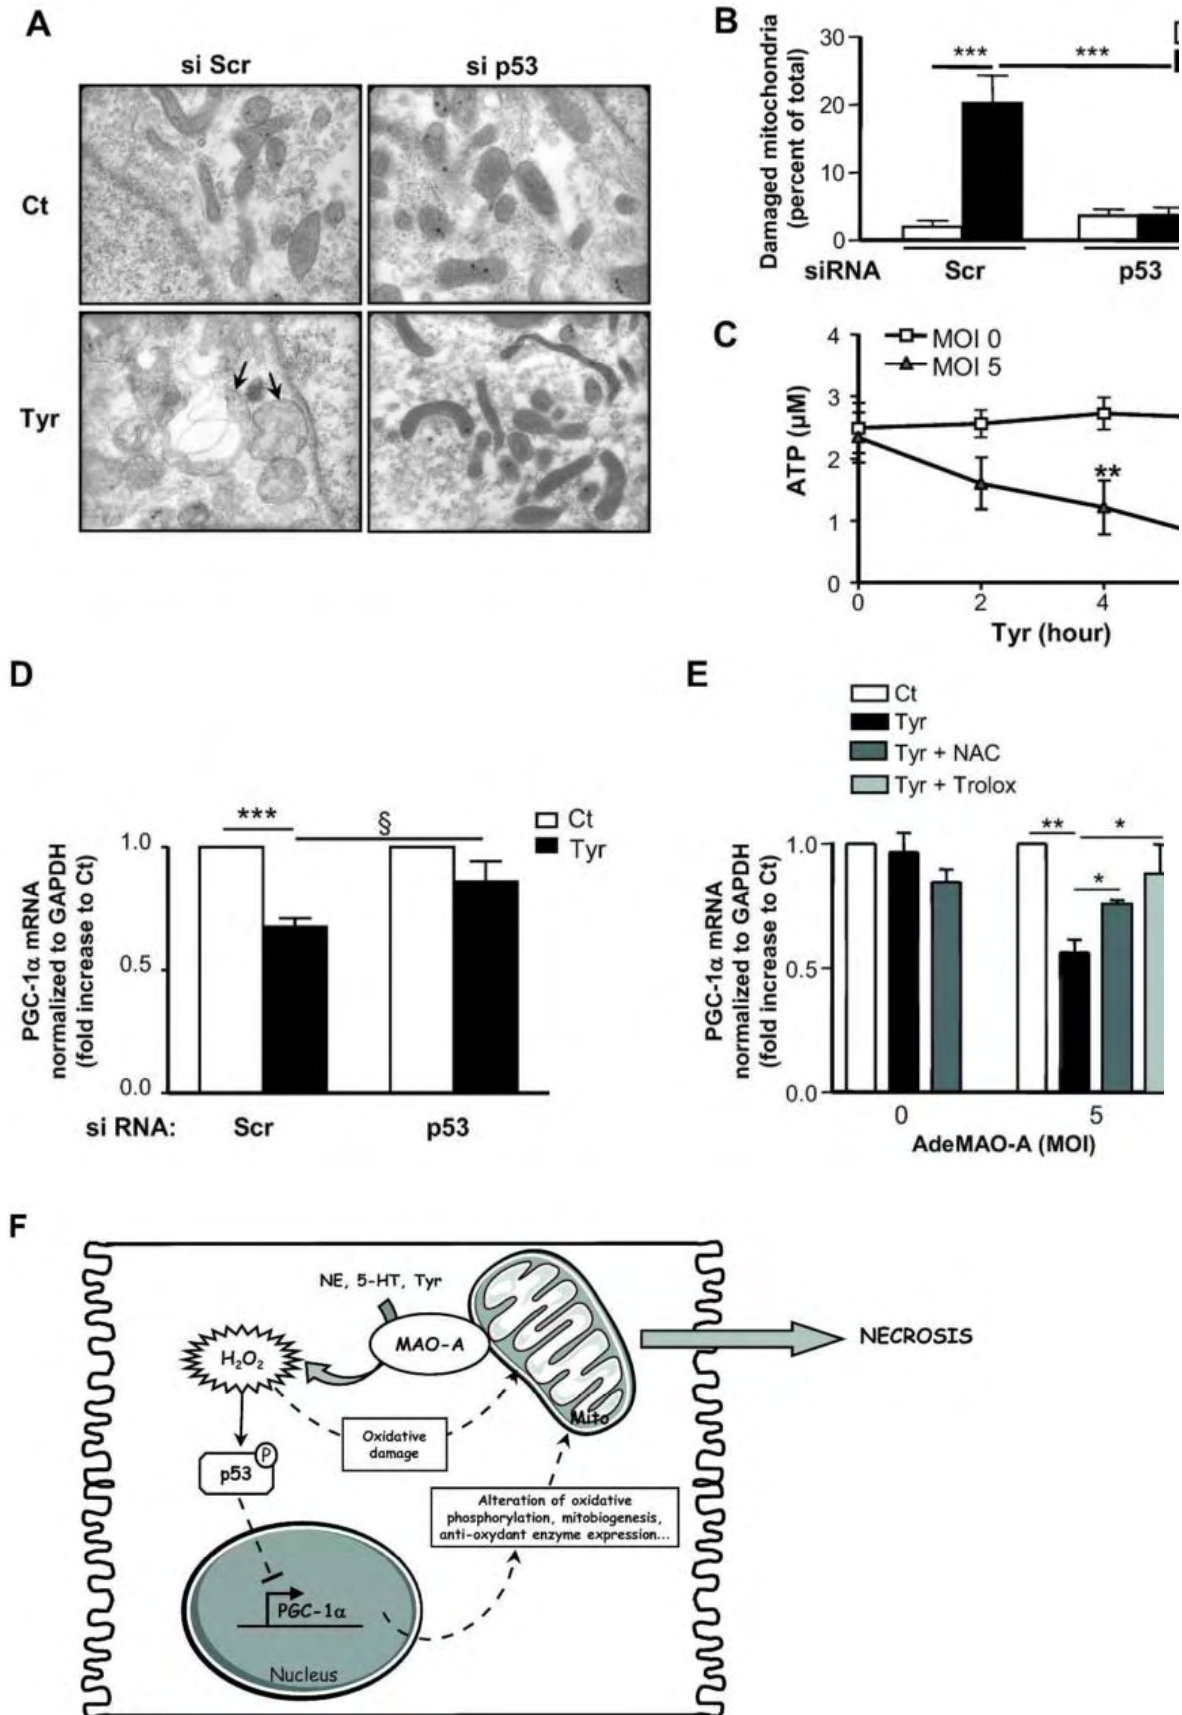 A
si Scr
si p53
Ct
Tyr
B
Damaged mitochondria
(percent of total)
30
20
10
0
***
***
siRNA
Scr
p53
C
MOI 0
MOI 5
ATP (µM)
4
3
2
1
0
**
0
2
4
Tyr (hour)
D
PGC-1α mRNA
normalized to GAPDH
(fold increase to Ct)
1.0
0.5
0.0
***
§
Ct
Tyr
si RNA:
Scr
p53
E
Ct
Tyr
Tyr + NAC
Tyr + Trolox
PGC-1α mRNA
normalized to GAPDH
(fold increase to Ct)
1.0
0.5
0.0
**
*
*
0
5
AdeMAO-A (MOI)
F
NE, 5-HT, Tyr
MAO-A
H₂O₂
Mito
NECROSIS
Oxidative
damage
P
p53
Alteration of oxidative
phosphorylation, mitobiogenesis,
anti-oxydant enzyme expression...
PGC-1α
Nucleus